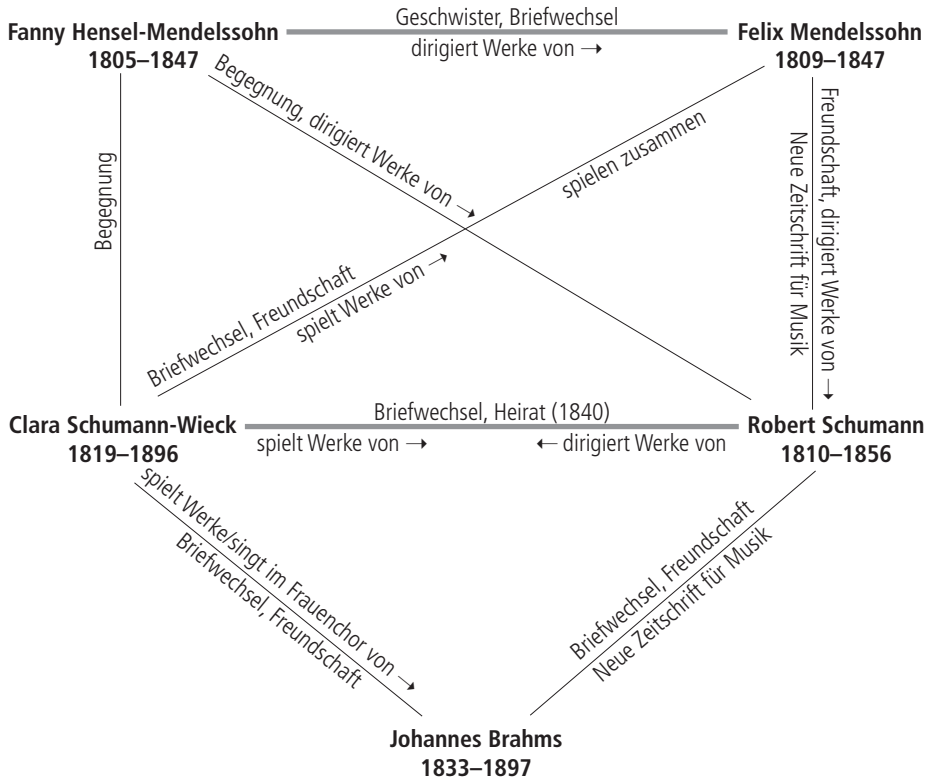 Geschwister, Briefwechsel
Fanny Hensel-Mendelssohn
1805–1847
dirigiert Werke von →
Felix Mendelssohn
1809–1847
Begegnung, dirigiert Werke von →
Begegnung
spielen zusammen
Freundschaft, dirigiert Werke von →
Neue Zeitschrift für Musik
Briefwechsel, Freundschaft
spielt Werke von →
Clara Schumann-Wieck
1819–1896
Briefwechsel, Heirat (1840)
spielt Werke von →
← dirigiert Werke von
Robert Schumann
1810–1856
spielt Werke/singt im Frauenchor von →
Briefwechsel, Freundschaft
Briefwechsel, Freundschaft
Neue Zeitschrift für Musik
Johannes Brahms
1833–1897